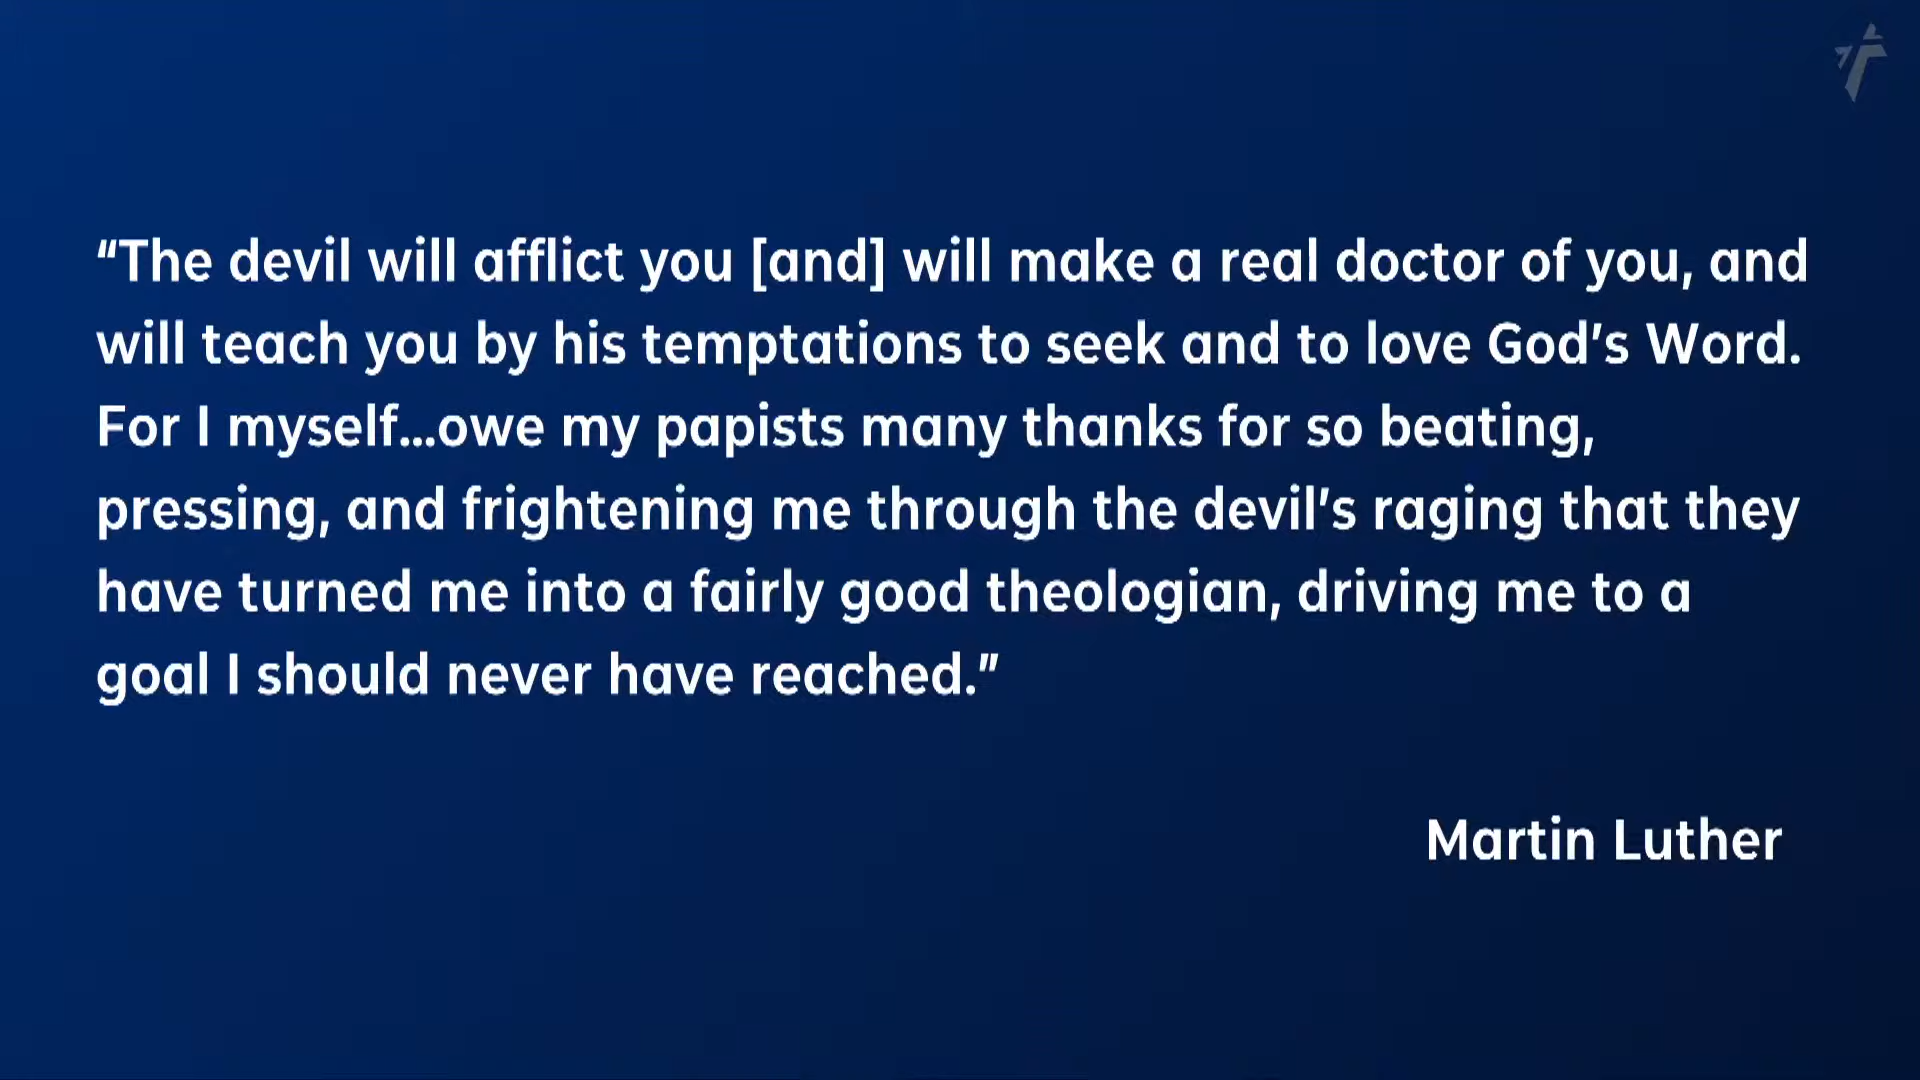 “The devil will afflict you [and] will make a real doctor of you, and
will teach you by his temptations to seek and to love God’s Word.
For I myself...owe my papists many thanks for so beating,
pressing, and frightening me through the devil’s raging that they
have turned me into a fairly good theologian, driving me to a
goal I should never have reached.”
Martin Luther